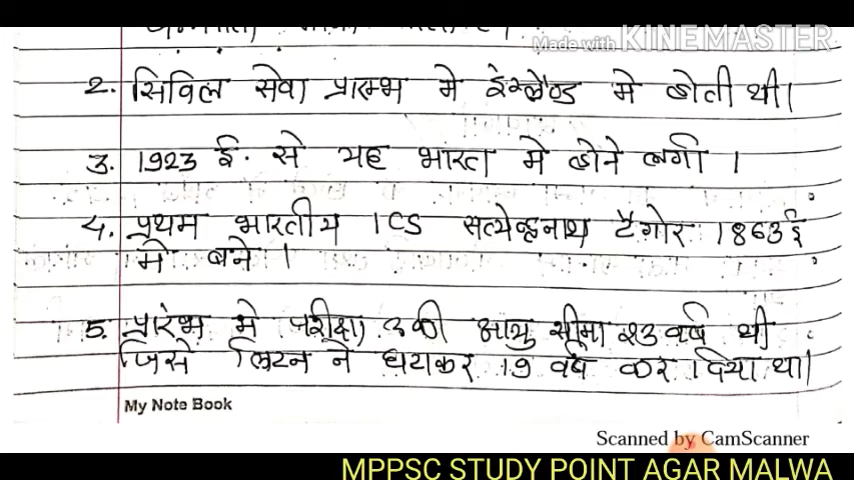 Made with KINEMASTER
2. सिविल सेवा प्रारम्भ मे इंग्लैण्ड मे होती थी।
3. 1923 ई. से यह भारत मे होने लगी।
4. प्रथम भारतीय ICS सत्येन्द्रनाथ टैगोर 1863 ई
मे बने।
5. प्रारंभ मे परीक्षा की आयु सीमा 23 वर्ष थी
जिसे लिटन ने घटाकर 19 वर्ष कर दिया था।
My Note Book
Scanned by CamScanner
MPPSC STUDY POINT AGAR MALWA